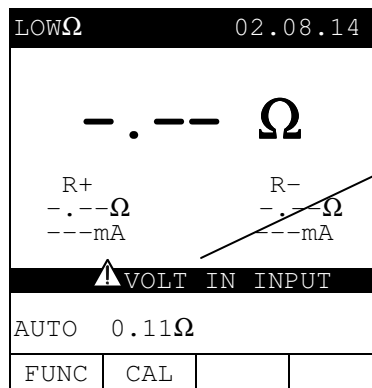 LOWΩ 02.08.14
-.-- Ω
R+ R-
-.--Ω -.--Ω
---mA ---mA
⚠VOLT IN INPUT
AUTO 0.11Ω
FUNC CAL